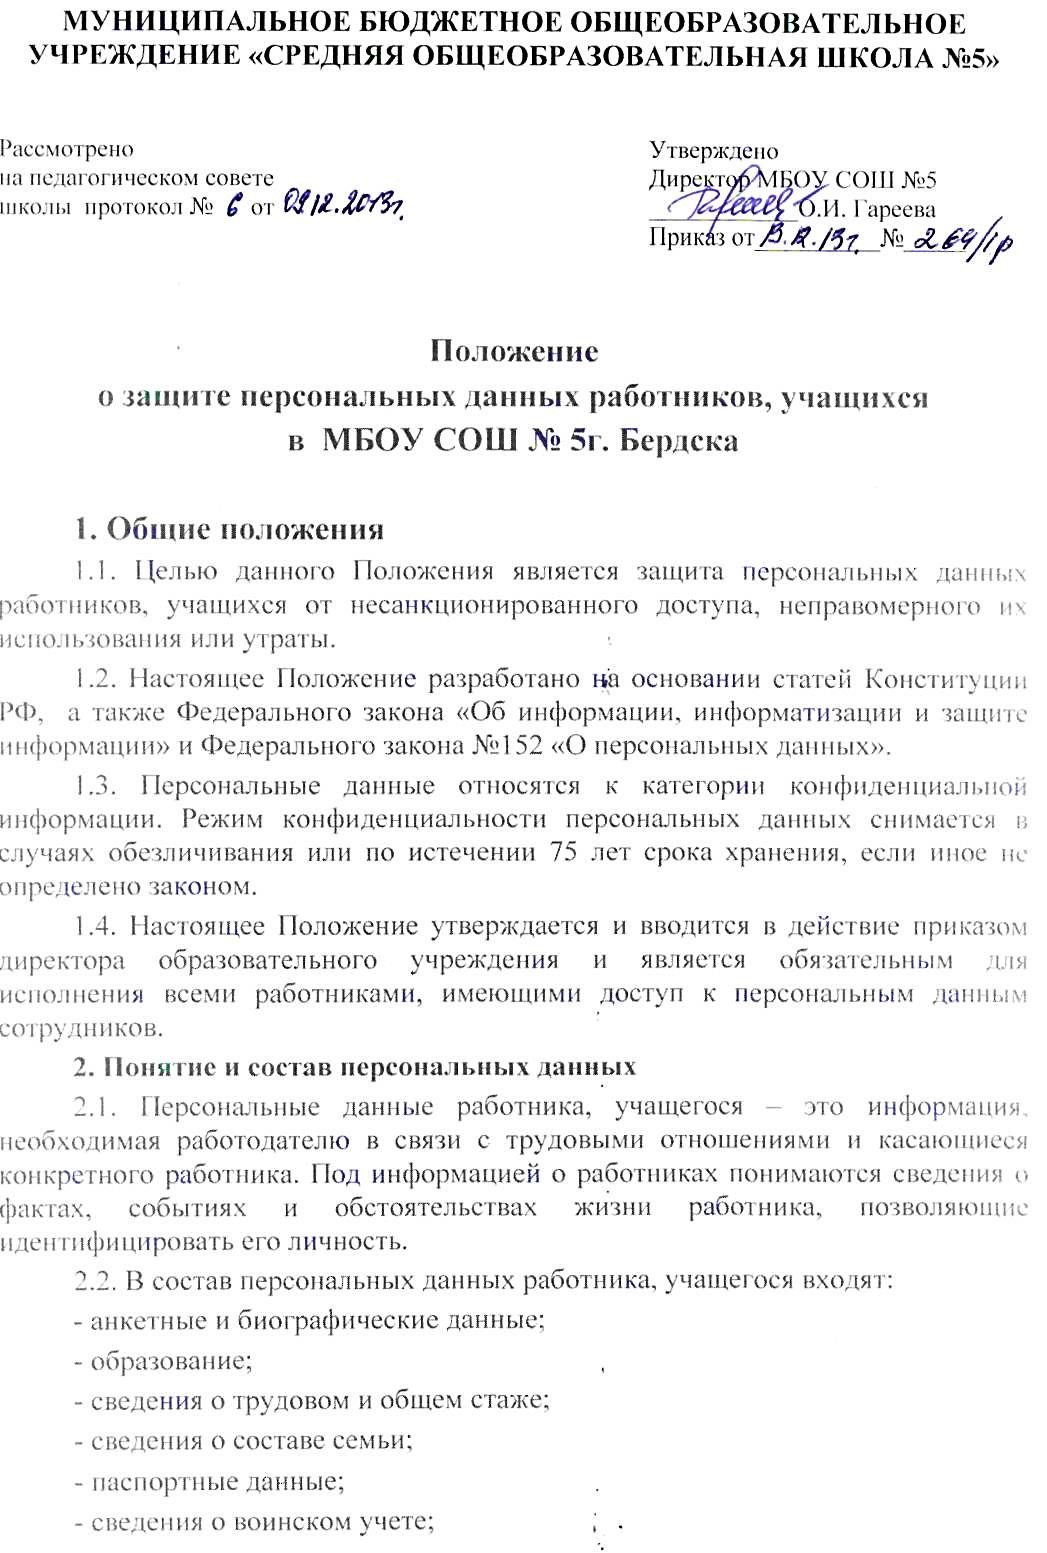 МУНИЦИПАЛЬНОЕ БЮДЖЕТНОЕ ОБЩЕОБРАЗОВАТЕЛЬНОЕ
УЧРЕЖДЕНИЕ «СРЕДНЯЯ ОБЩЕОБРАЗОВАТЕЛЬНАЯ ШКОЛА №5»
Рассмотрено
на педагогическом совете
школы протокол № 6 от 09.12.2013г.
Утверждено
Директор МБОУ СОШ №5
О.И. Гареева
Приказ от № 264/1р
Положение
о защите персональных данных работников, учащихся
в МБОУ СОШ № 5г. Бердска
1. Общие положения
1.1. Целью данного Положения является защита персональных данных
работников, учащихся от несанкционированного доступа, неправомерного их
использования или утраты.
1.2. Настоящее Положение разработано на основании статей Конституции
РФ, а также Федерального закона «Об информации, информатизации и защите
информации» и Федерального закона №152 «О персональных данных».
1.3. Персональные данные относятся к категории конфиденциальной
информации. Режим конфиденциальности персональных данных снимается в
случаях обезличивания или по истечении 75 лет срока хранения, если иное не
определено законом.
1.4. Настоящее Положение утверждается и вводится в действие приказом
директора образовательного учреждения и является обязательным для
исполнения всеми работниками, имеющими доступ к персональным данным
сотрудников.
2. Понятие и состав персональных данных
2.1. Персональные данные работника, учащегося – это информация,
необходимая работодателю в связи с трудовыми отношениями и касающиеся
конкретного работника. Под информацией о работниках понимаются сведения о
фактах, событиях и обстоятельствах жизни работника, позволяющие
идентифицировать его личность.
2.2. В состав персональных данных работника, учащегося входят:
- анкетные и биографические данные;
- образование;
- сведения о трудовом и общем стаже;
- сведения о составе семьи;
- паспортные данные;
- сведения о воинском учете;